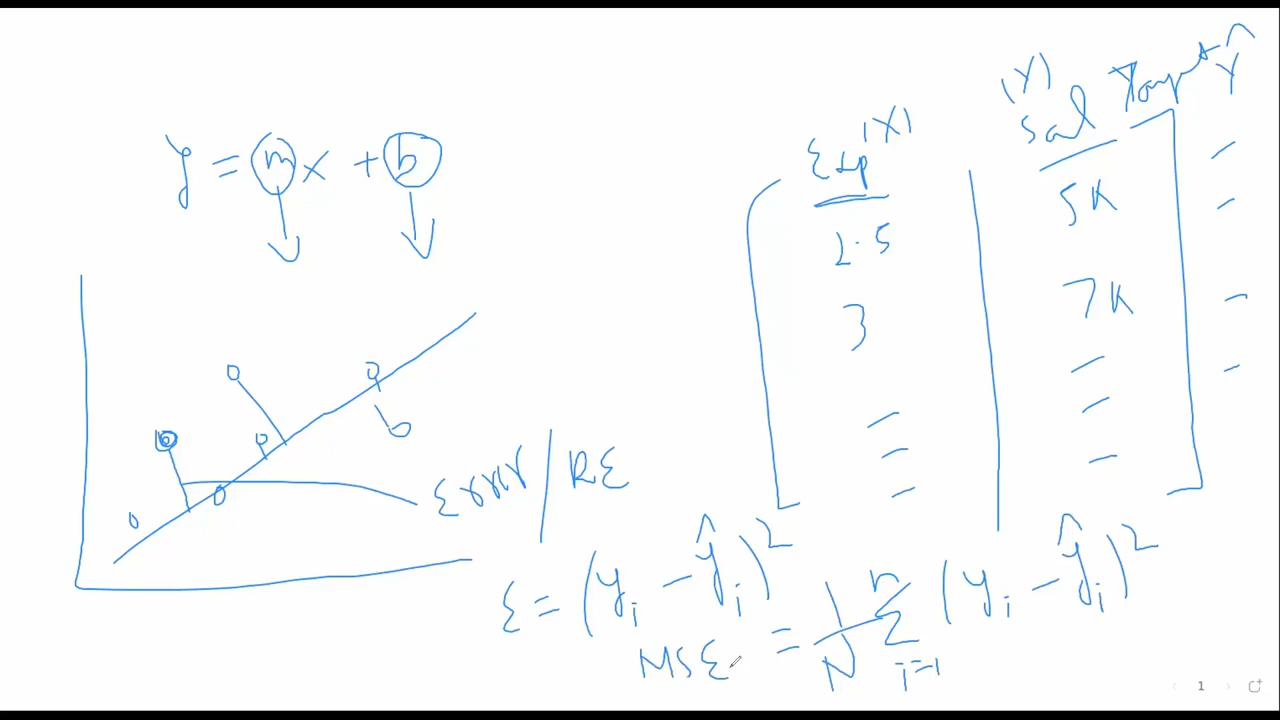 y = mx + b
Exp (X)
2.5
3
(Y)
Sal Target Ŷ
5K
7K
Error / RE
E = (yᵢ - ŷᵢ)²
MSE = 1/N Σ n i=1 (yᵢ - ŷᵢ)²
1